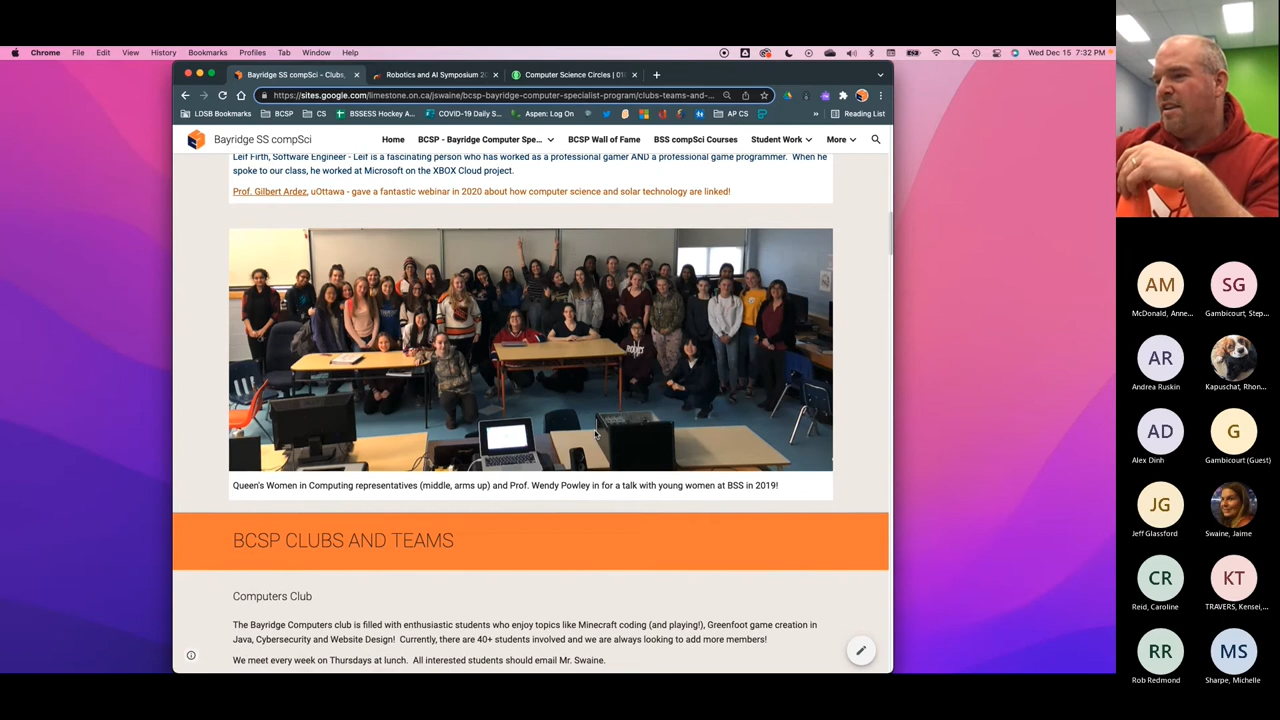 Chrome File Edit View History Bookmarks Profiles Tab Window Help Wed Dec 15 7:32 PM
Bayridge SS compSci - Clubs, Robotics and AI Symposium 20 Computer Science Circles | 01
https://sites.google.com/limestone.on.ca/jswaine/bcsp-bayridge-computer-specialist-program/clubs-teams-and-...
LDSB Bookmarks BCSP CS BSSESS Hockey A... COVID-19 Daily S... Aspen: Log On AP CS » Reading List
Bayridge SS compSci Home BCSP - Bayridge Computer Spe... BCSP Wall of Fame BSS compSci Courses Student Work More
Leif Firth, Software Engineer - Leif is a fascinating person who has worked as a professional gamer AND a professional game programmer. When he
spoke to our class, he worked at Microsoft on the XBOX Cloud project.
Prof. Gilbert Ardez, uOttawa - gave a fantastic webinar in 2020 about how computer science and solar technology are linked!
Queen's Women in Computing representatives (middle, arms up) and Prof. Wendy Powley in for a talk with young women at BSS in 2019!
BCSP CLUBS AND TEAMS
Computers Club
The Bayridge Computers club is filled with enthusiastic students who enjoy topics like Minecraft coding (and playing!), Greenfoot game creation in
Java, Cybersecurity and Website Design! Currently, there are 40+ students involved and we are always looking to add more members!
We meet every week on Thursdays at lunch. All interested students should email Mr. Swaine.
AM SG
McDonald, Anne... Gambicourt, Step...
AR
Andrea Ruskin Kapuschat, Rhon...
AD G
Alex Dinh Gambicourt (Guest)
JG
Jeff Glassford Swaine, Jaime
CR KT
Reid, Caroline TRAVERS, Kensei,...
RR MS
Rob Redmond Sharpe, Michelle